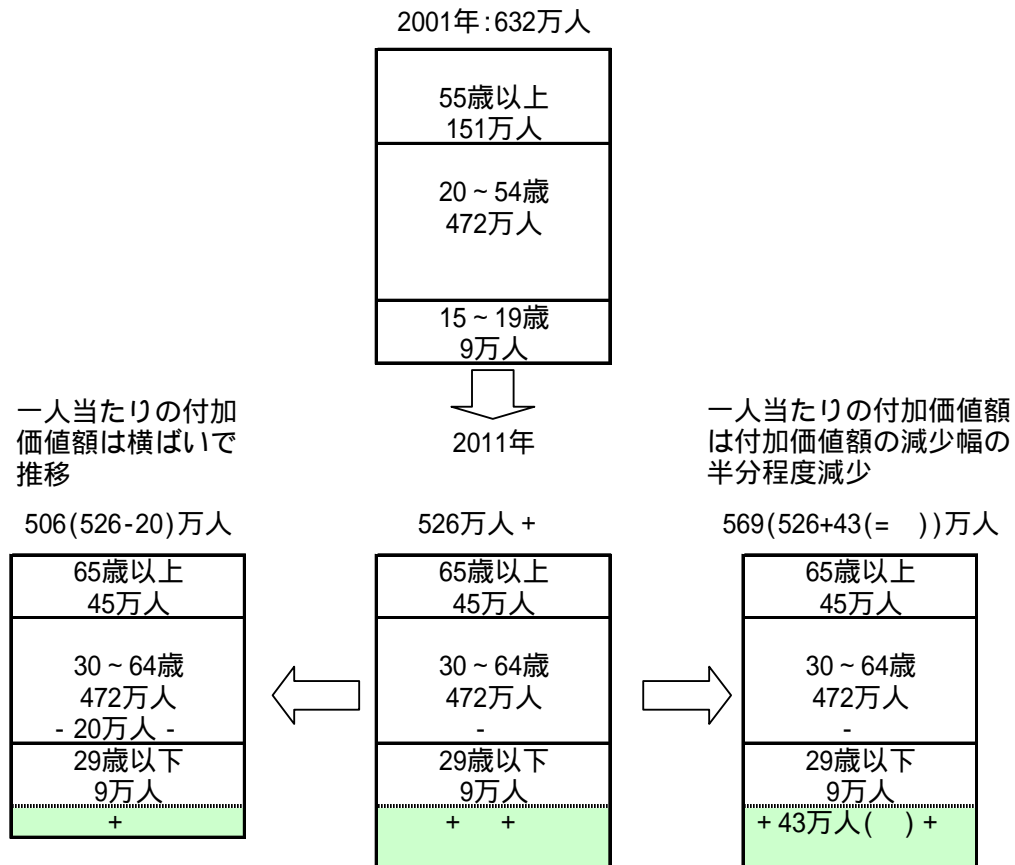 2001年:632万人
55歳以上
151万人
20～54歳
472万人
15～19歳
9万人
2011年
一人当たりの付加
価値額は横ばいで
推移
506(526-20)万人
65歳以上
45万人
30～64歳
472万人
- 20万人 -
29歳以下
9万人
+
526万人 +
65歳以上
45万人
30～64歳
472万人
-
29歳以下
9万人
+ +
一人当たりの付加価値額
は付加価値額の減少幅の
半分程度減少
569(526+43(= ))万人
65歳以上
45万人
30～64歳
472万人
-
29歳以下
9万人
+ 43万人( ) +